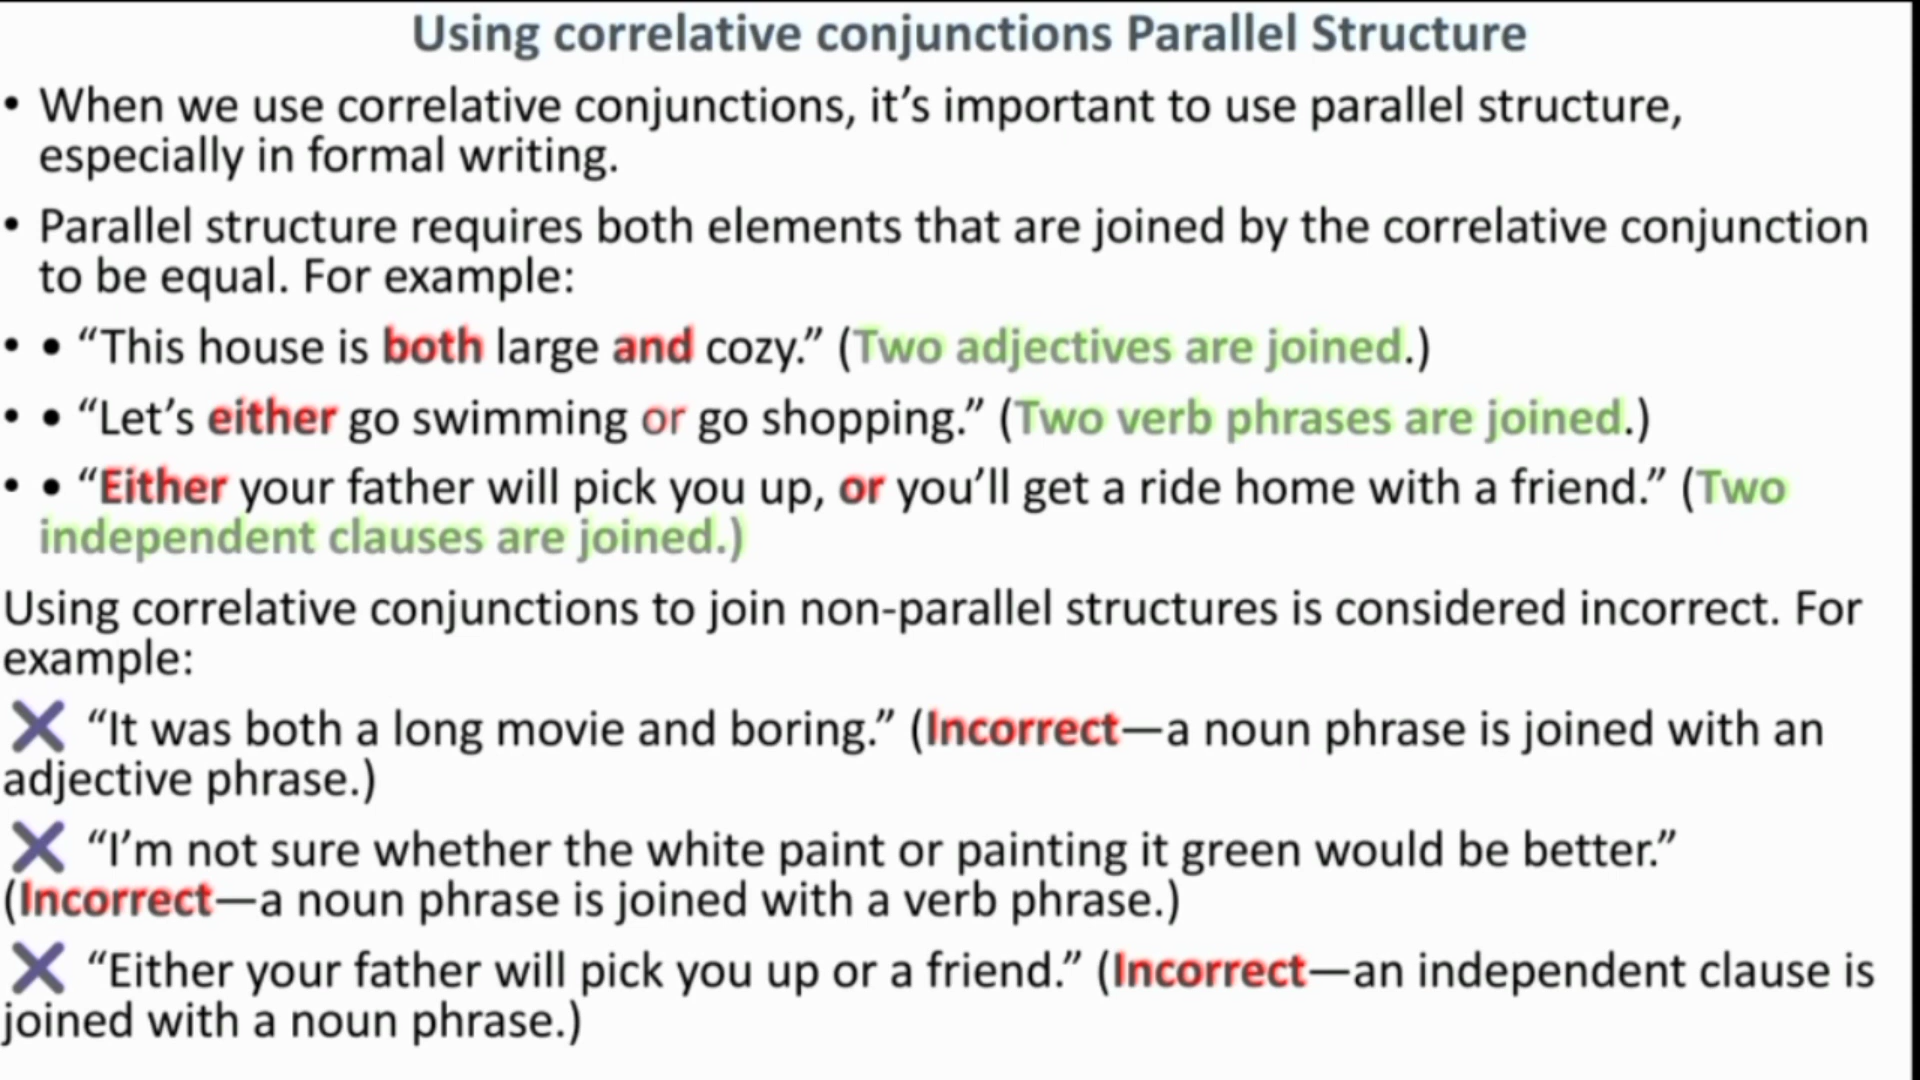 Using correlative conjunctions Parallel Structure
• When we use correlative conjunctions, it’s important to use parallel structure,
especially in formal writing.
• Parallel structure requires both elements that are joined by the correlative conjunction
to be equal. For example:
• • “This house is both large and cozy.” (Two adjectives are joined.)
• • “Let’s either go swimming or go shopping.” (Two verb phrases are joined.)
• • “Either your father will pick you up, or you’ll get a ride home with a friend.” (Two
independent clauses are joined.)
Using correlative conjunctions to join non-parallel structures is considered incorrect. For
example:
❌ “It was both a long movie and boring.” (Incorrect—a noun phrase is joined with an
adjective phrase.)
❌ “I’m not sure whether the white paint or painting it green would be better.”
(Incorrect—a noun phrase is joined with a verb phrase.)
❌ “Either your father will pick you up or a friend.” (Incorrect—an independent clause is
joined with a noun phrase.)